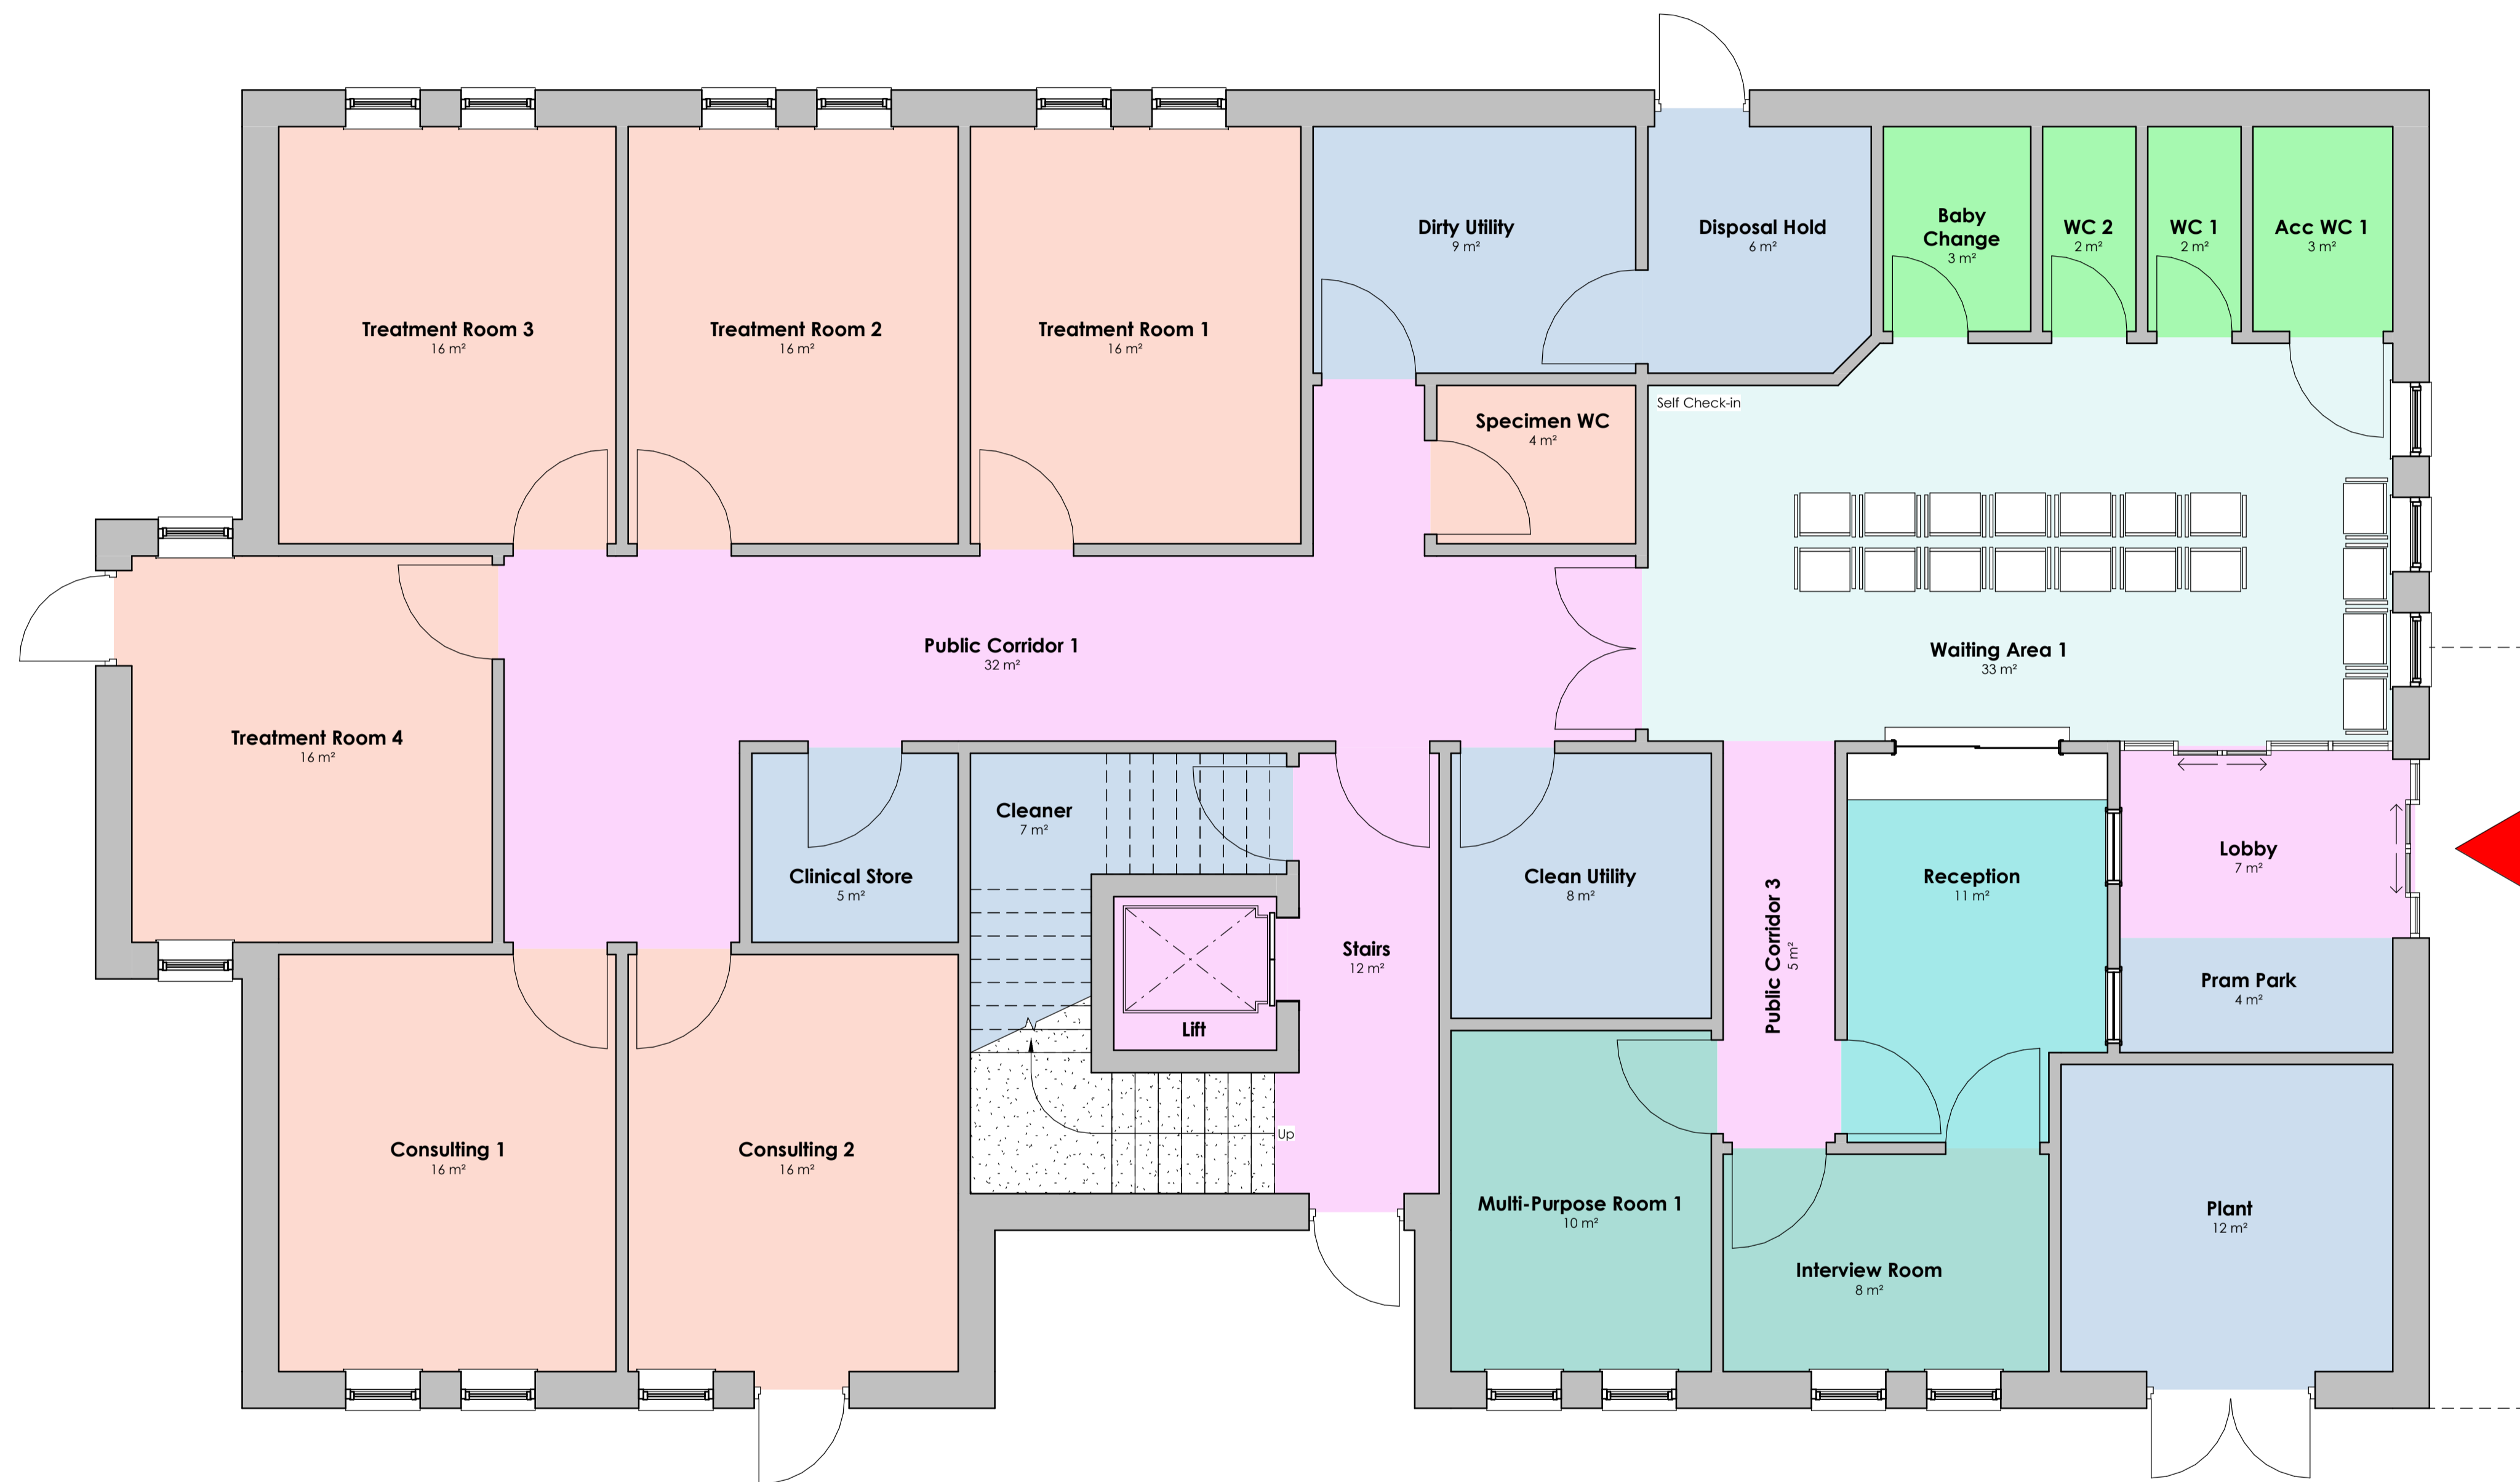 Baby
Change
3 m²
WC 2
2 m²
WC 1
2 m²
Acc WC 1
3 m²
Dirty Utility
9 m²
Disposal Hold
6 m²
Treatment Room 3
16 m²
Treatment Room 2
16 m²
Treatment Room 1
16 m²
Self Check-in
Specimen WC
4 m²
Public Corridor 1
32 m²
Waiting Area 1
33 m²
Treatment Room 4
16 m²
Cleaner
7 m²
Clinical Store
5 m²
Clean Utility
8 m²
Reception
11 m²
Lobby
7 m²
Public Corridor 3
5 m²
Stairs
12 m²
Pram Park
4 m²
Lift
Up
Consulting 1
16 m²
Consulting 2
16 m²
Multi-Purpose Room 1
10 m²
Plant
12 m²
Interview Room
8 m²